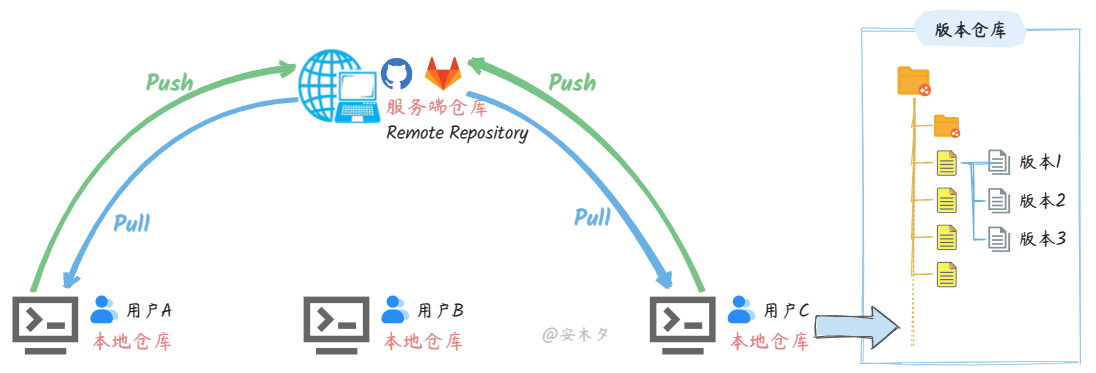 版本仓库
Push
Push
服务端仓库
Remote Repository
版本1
版本2
Pull
Pull
版本3
用户A
用户B
用户C
本地仓库
本地仓库
@安木夕
本地仓库